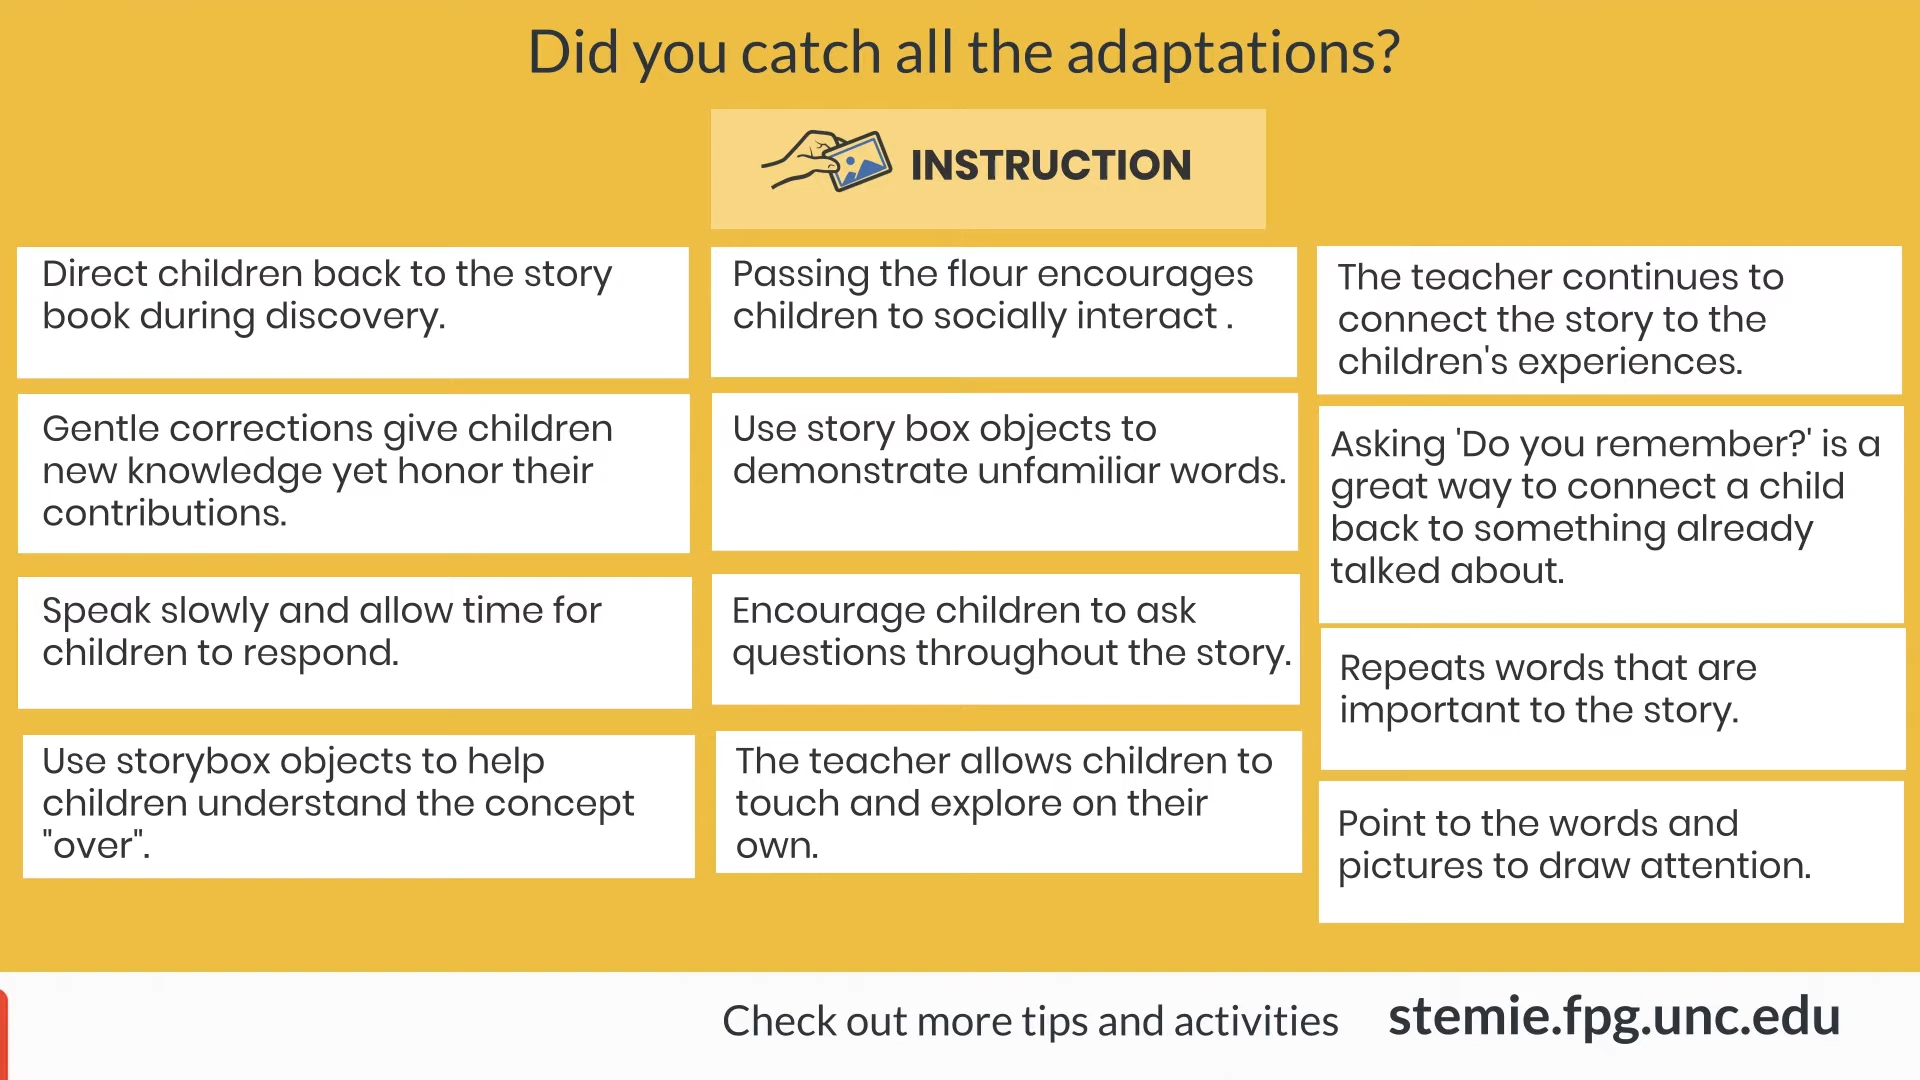 Did you catch all the adaptations?
INSTRUCTION
Direct children back to the story
book during discovery.
Gentle corrections give children
new knowledge yet honor their
contributions.
Speak slowly and allow time for
children to respond.
Use storybox objects to help
children understand the concept
"over".
Passing the flour encourages
children to socially interact .
Use story box objects to
demonstrate unfamiliar words.
Encourage children to ask
questions throughout the story.
The teacher allows children to
touch and explore on their
own.
The teacher continues to
connect the story to the
children's experiences.
Asking 'Do you remember?' is a
great way to connect a child
back to something already
talked about.
Repeats words that are
important to the story.
Point to the words and
pictures to draw attention.
Check out more tips and activities stemie.fpg.unc.edu